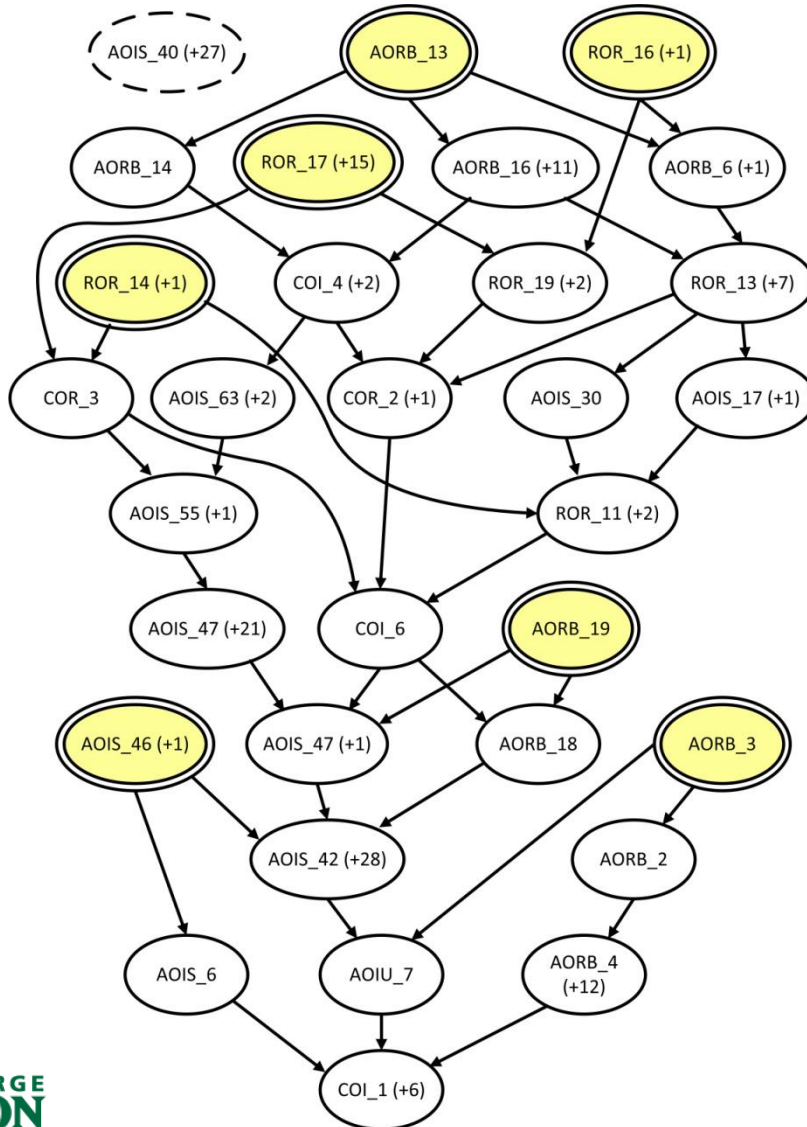 AOIS_40 (+27)
AORB_13
ROR_16 (+1)
AORB_14
ROR_17 (+15)
AORB_16 (+11)
AORB_6 (+1)
ROR_14 (+1)
COI_4 (+2)
ROR_19 (+2)
ROR_13 (+7)
COR_3
AOIS_63 (+2)
COR_2 (+1)
AOIS_30
AOIS_17 (+1)
AOIS_55 (+1)
ROR_11 (+2)
AOIS_47 (+21)
COI_6
AORB_19
AOIS_46 (+1)
AOIS_47 (+1)
AORB_18
AORB_3
AOIS_42 (+28)
AORB_2
AOIS_6
AOIU_7
AORB_4
(+12)
COI_1 (+6)
RGE
ON